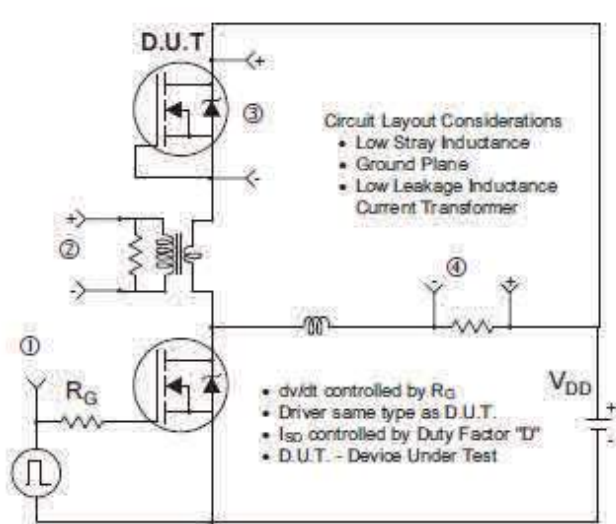 D.U.T
+
③
-
Circuit Layout Considerations
• Low Stray Inductance
• Ground Plane
• Low Leakage Inductance
Current Transformer
+
②
-
④
- +
①
RG
VDD
+
-
• dv/dt controlled by RG
• Driver same type as D.U.T.
• ISD controlled by Duty Factor "D"
• D.U.T. - Device Under Test